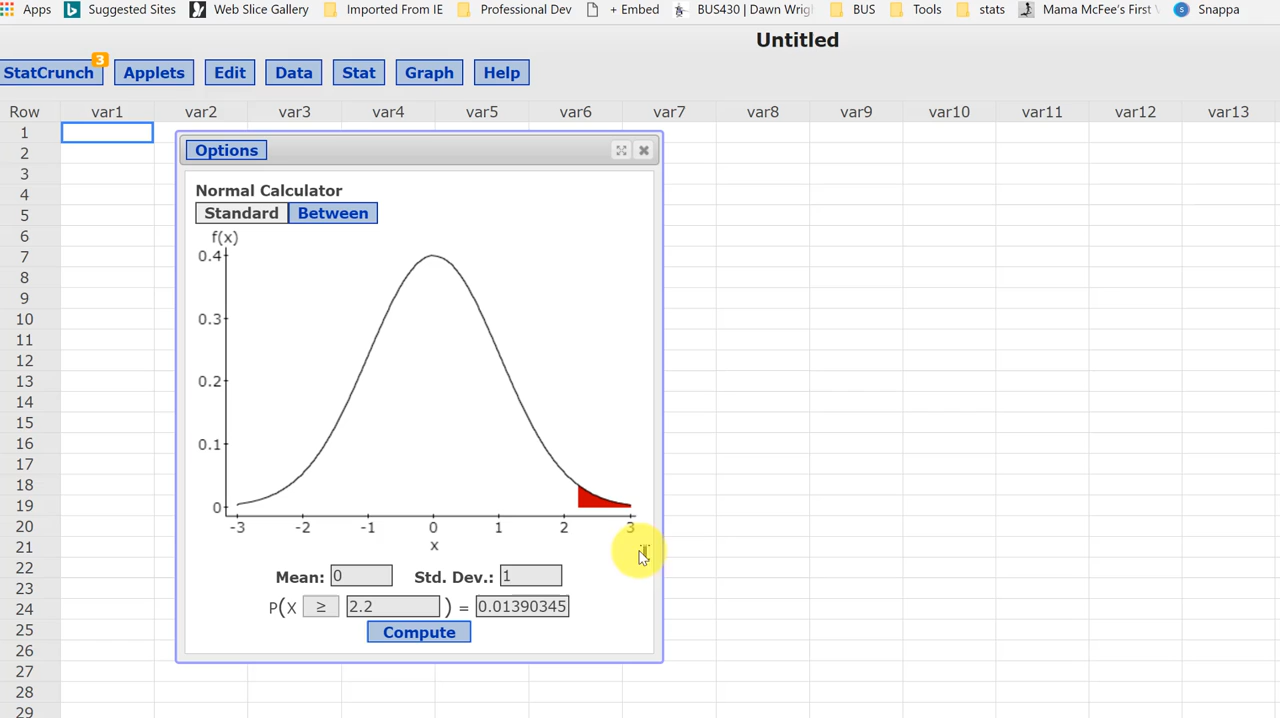 Apps Suggested Sites Web Slice Gallery Imported From IE Professional Dev + Embed BUS430 | Dawn Wrigh BUS Tools stats Mama McFee's First Snappa
Untitled
StatCrunch 3 Applets Edit Data Stat Graph Help
Row var1 var2 var3 var4 var5 var6 var7 var8 var9 var10 var11 var12 var13
1
2
3
4
5
6
7
8
9
10
11
12
13
14
15
16
17
18
19
20
21
22
23
24
25
26
27
28
29
Options
Normal Calculator
Standard Between
f(x)
0.4
0.3
0.2
0.1
0
-3 -2 -1 0 1 2 3
x
Mean: 0 Std. Dev.: 1
P(X ≥ 2.2 ) = 0.01390345
Compute